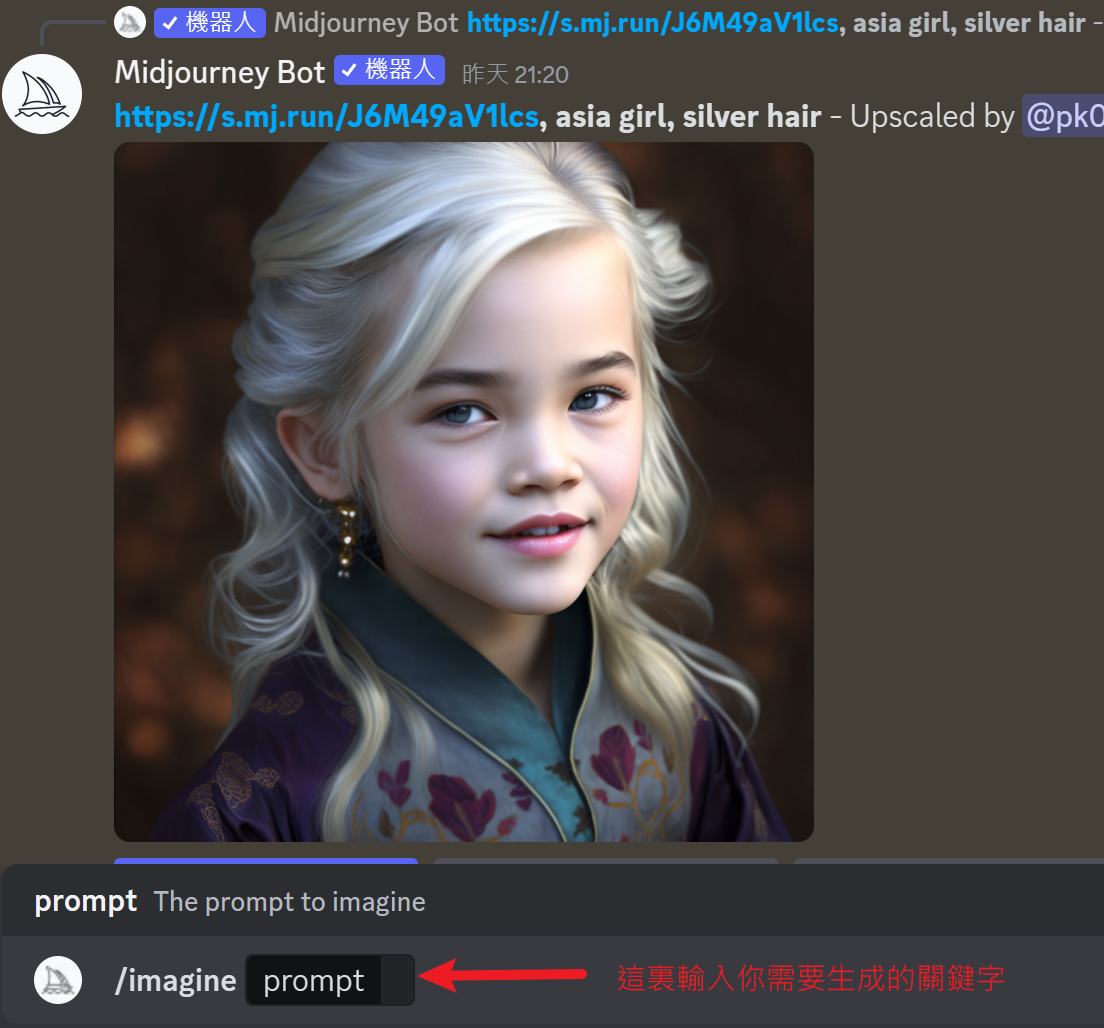 機器人 Midjourney Bot https://s.mj.run/J6M49aV1lcs, asia girl, silver hair -
Midjourney Bot 機器人 昨天 21:20
https://s.mj.run/J6M49aV1lcs, asia girl, silver hair - Upscaled by @pk0
prompt The prompt to imagine
/imagine prompt 這裏輸入你需要生成的關鍵字